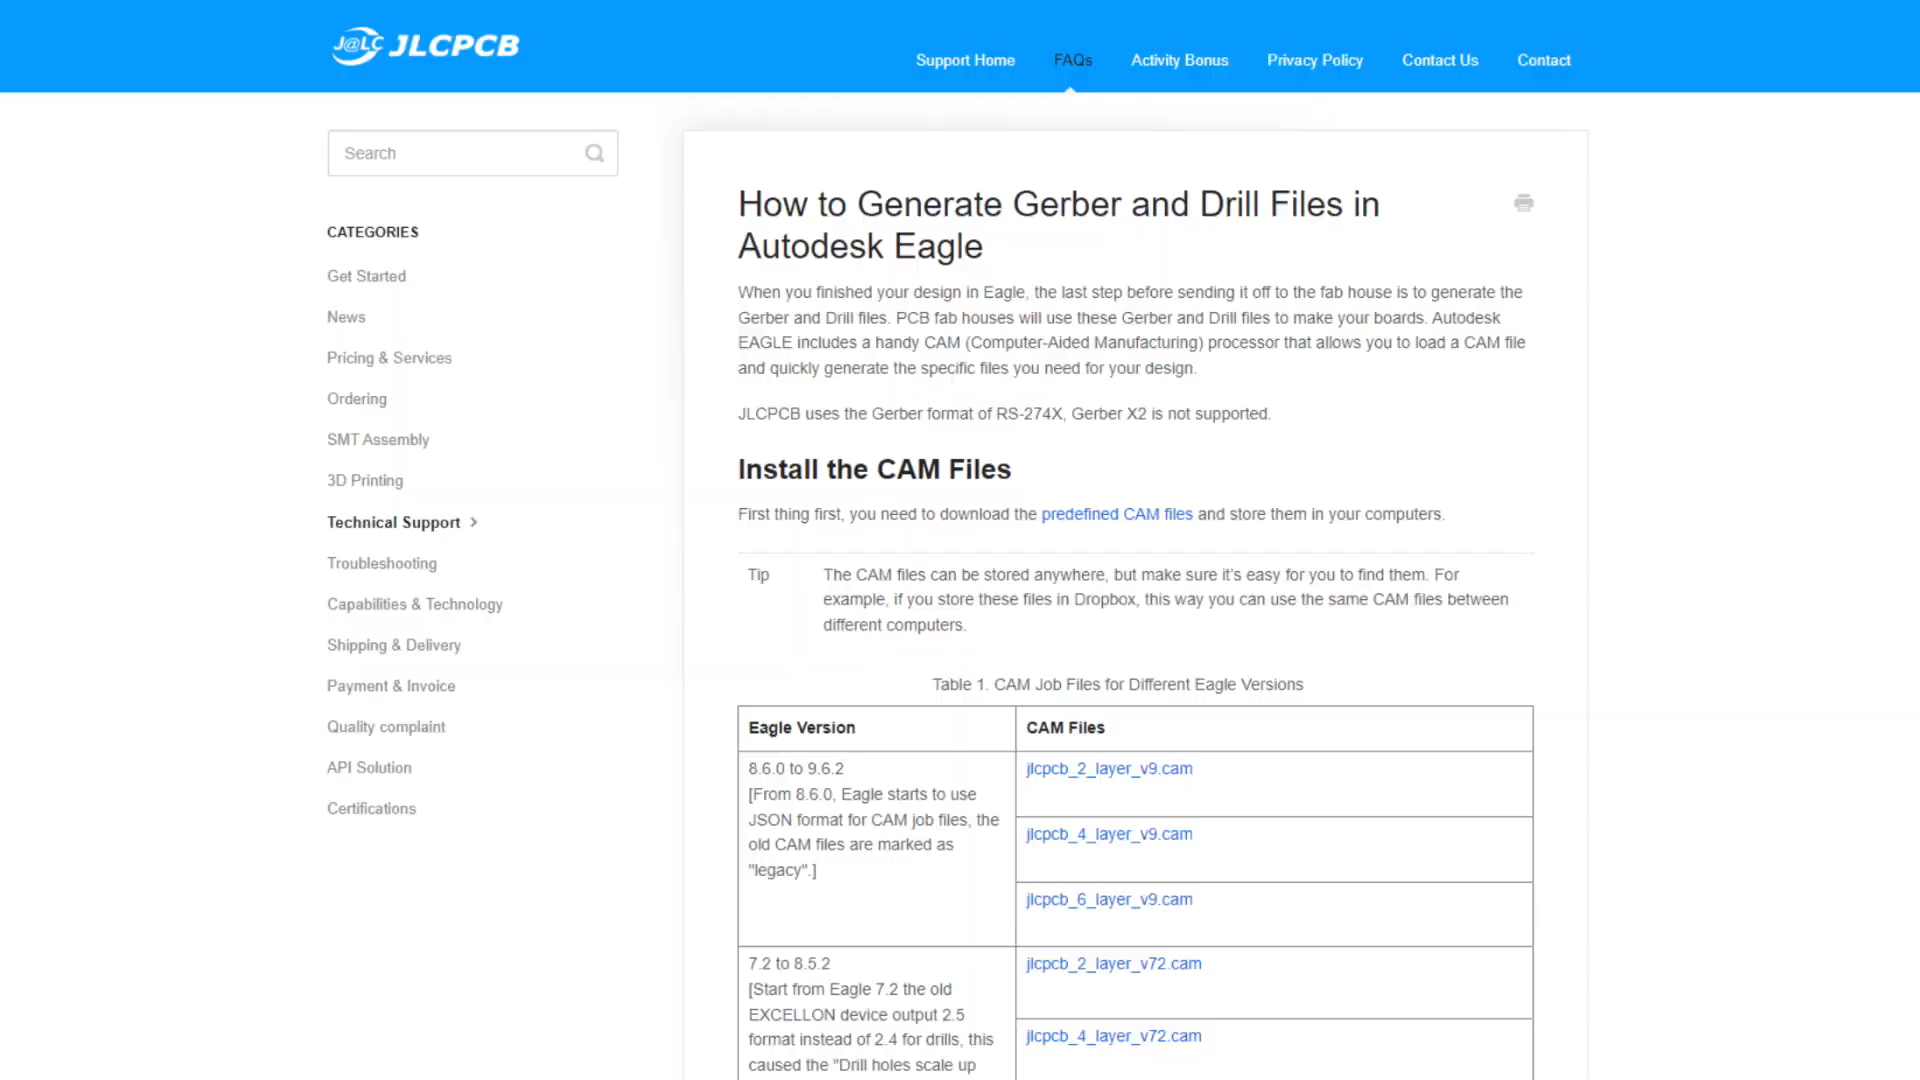 J@LC JLCPCB
Support Home FAQs Activity Bonus Privacy Policy Contact Us Contact
Search
CATEGORIES
Get Started
News
Pricing & Services
Ordering
SMT Assembly
3D Printing
Technical Support
Troubleshooting
Capabilities & Technology
Shipping & Delivery
Payment & Invoice
Quality complaint
API Solution
Certifications
How to Generate Gerber and Drill Files in
Autodesk Eagle
When you finished your design in Eagle, the last step before sending it off to the fab house is to generate the
Gerber and Drill files. PCB fab houses will use these Gerber and Drill files to make your boards. Autodesk
EAGLE includes a handy CAM (Computer-Aided Manufacturing) processor that allows you to load a CAM file
and quickly generate the specific files you need for your design.
JLCPCB uses the Gerber format of RS-274X, Gerber X2 is not supported.
Install the CAM Files
First thing first, you need to download the predefined CAM files and store them in your computers.
Tip
The CAM files can be stored anywhere, but make sure it's easy for you to find them. For
example, if you store these files in Dropbox, this way you can use the same CAM files between
different computers.
Table 1. CAM Job Files for Different Eagle Versions
Eagle Version
CAM Files
8.6.0 to 9.6.2
[From 8.6.0, Eagle starts to use
JSON format for CAM job files, the
old CAM files are marked as
"legacy".]
jlcpcb_2_layer_v9.cam
jlcpcb_4_layer_v9.cam
jlcpcb_6_layer_v9.cam
7.2 to 8.5.2
[Start from Eagle 7.2 the old
EXCELLON device output 2.5
format instead of 2.4 for drills, this
caused the "Drill holes scale up
jlcpcb_2_layer_v72.cam
jlcpcb_4_layer_v72.cam